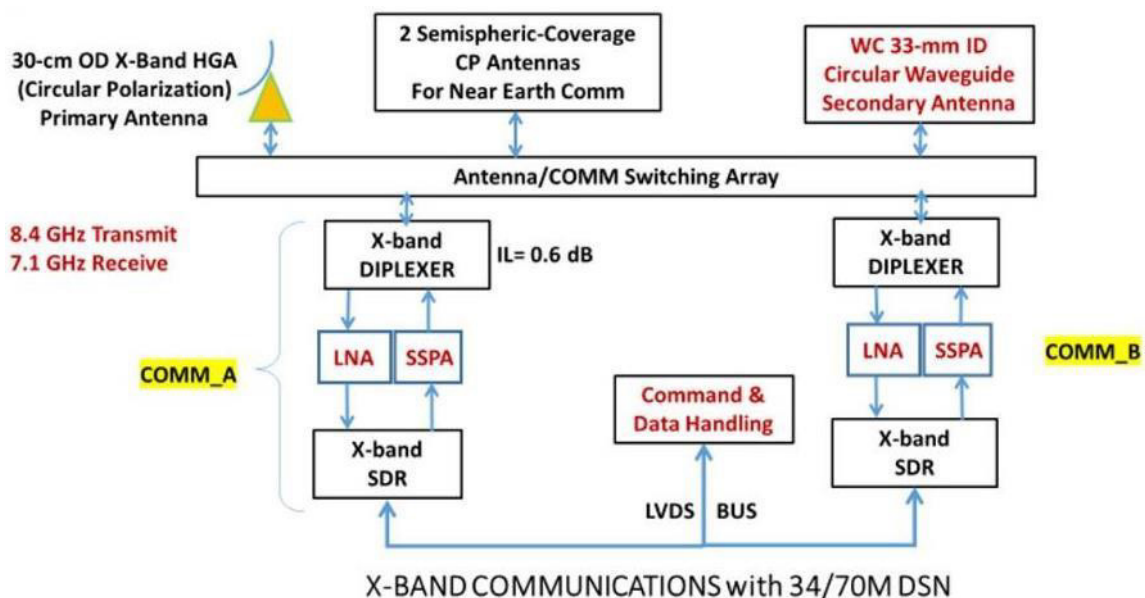 30-cm OD X-Band HGA
(Circular Polarization)
Primary Antenna
2 Semispheric-Coverage
CP Antennas
For Near Earth Comm
WC 33-mm ID
Circular Waveguide
Secondary Antenna
Antenna/COMM Switching Array
8.4 GHz Transmit
7.1 GHz Receive
X-band
DIPLEXER
IL= 0.6 dB
X-band
DIPLEXER
LNA
SSPA
LNA
SSPA
COMM_A
COMM_B
Command &
Data Handling
X-band
SDR
X-band
SDR
LVDS
BUS
X-BAND COMMUNICATIONS with 34/70M DSN